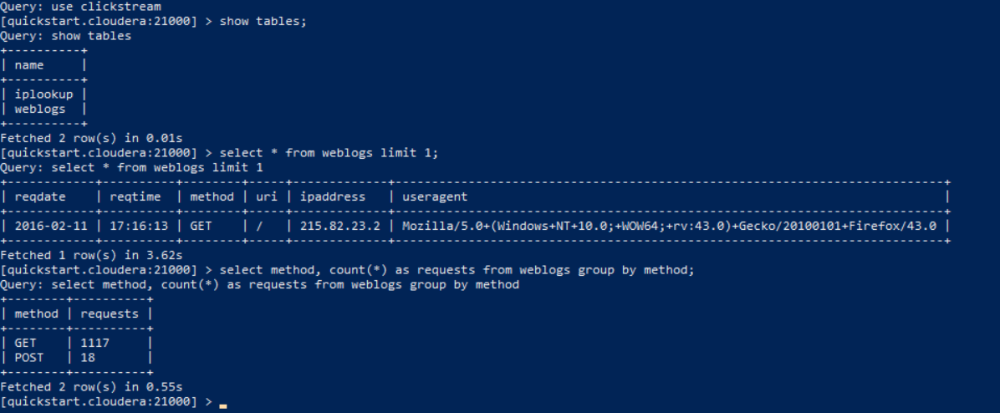 Query: use clickstream
[quickstart.cloudera:21000] > show tables;
Query: show tables
+----------+
| name     |
+----------+
| iplookup |
| weblogs  |
+----------+
Fetched 2 row(s) in 0.01s
[quickstart.cloudera:21000] > select * from weblogs limit 1;
Query: select * from weblogs limit 1
+------------+----------+--------+-----+-------------+--------------------------------------------------------------------------+
| reqdate    | reqtime  | method | uri | ipaddress   | useragent                                                                |
+------------+----------+--------+-----+-------------+--------------------------------------------------------------------------+
| 2016-02-11 | 17:16:13 | GET    | /   | 215.82.23.2 | Mozilla/5.0+(Windows+NT+10.0;+WOW64;+rv:43.0)+Gecko/20100101+Firefox/43.0 |
+------------+----------+--------+-----+-------------+--------------------------------------------------------------------------+
Fetched 1 row(s) in 3.62s
[quickstart.cloudera:21000] > select method, count(*) as requests from weblogs group by method;
Query: select method, count(*) as requests from weblogs group by method
+--------+----------+
| method | requests |
+--------+----------+
| GET    | 1117     |
| POST   | 18       |
+--------+----------+
Fetched 2 row(s) in 0.55s
[quickstart.cloudera:21000] >